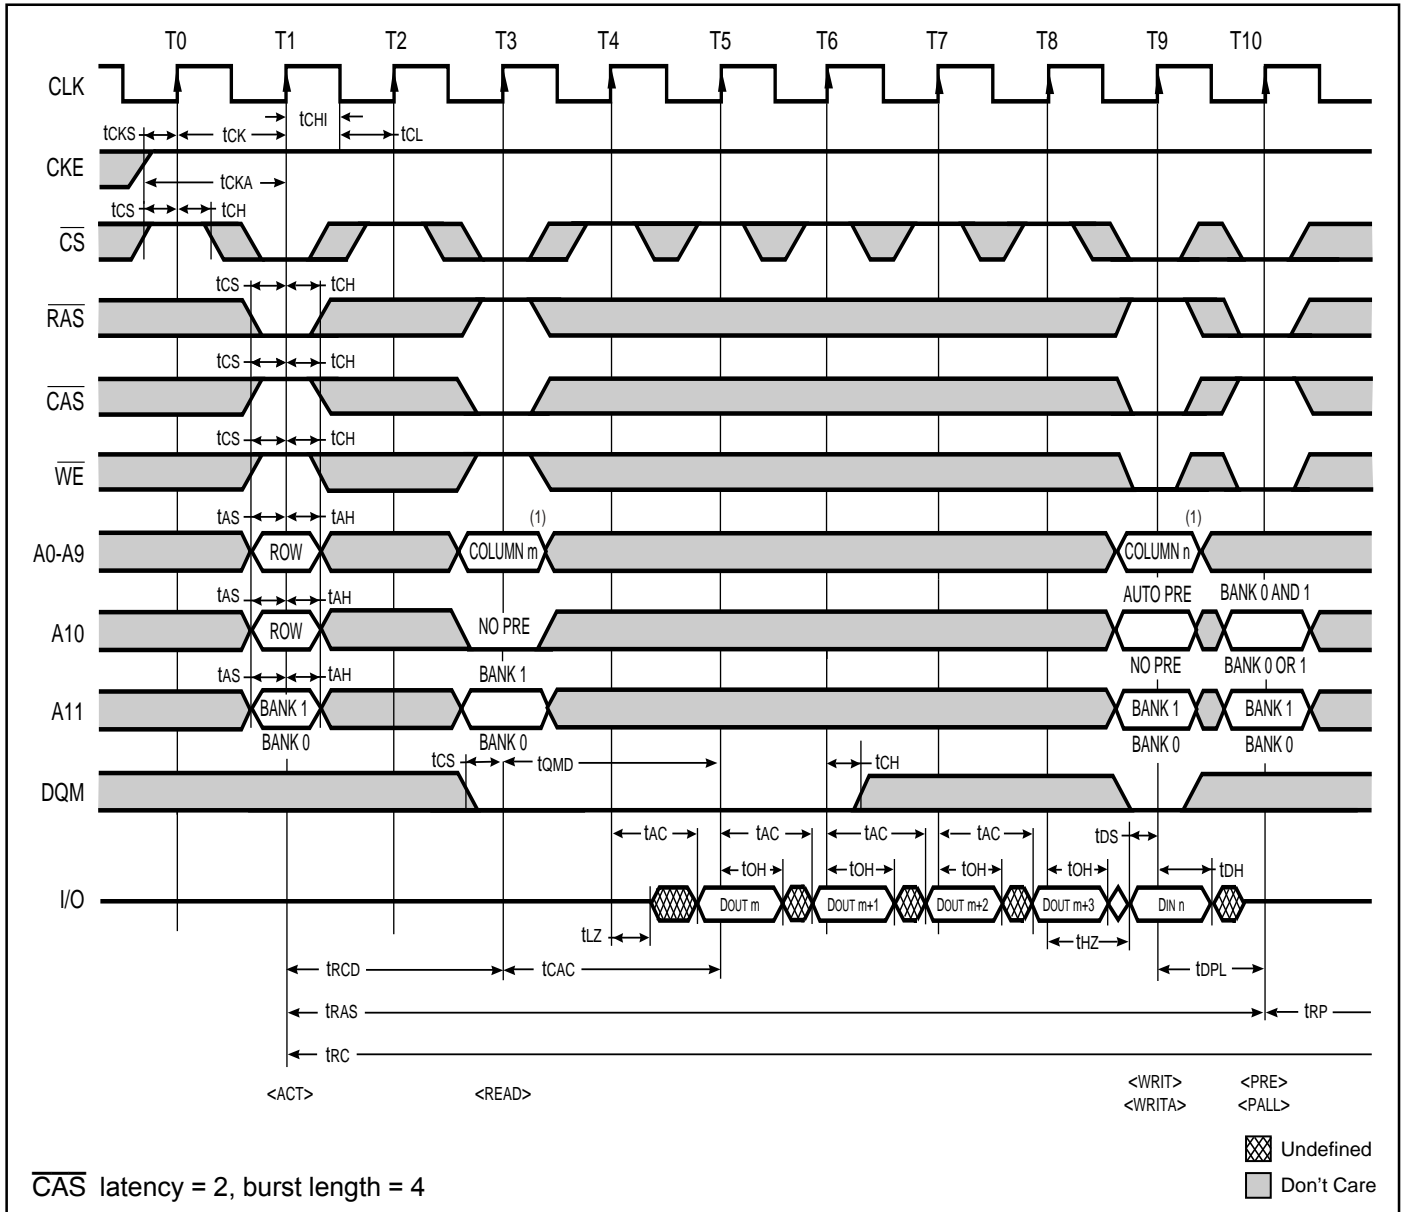 T0 T1 T2 T3 T4 T5 T6 T7 T8 T9 T10
CLK
tCHI
tCKS tCK tCL
CKE
tCKA
tCS tCH
CS
tCS tCH
RAS
tCS tCH
CAS
tCS tCH
WE
tAS tAH (1) (1)
A0-A9 ROW COLUMN m COLUMN n
tAS tAH AUTO PRE BANK 0 AND 1
A10 ROW NO PRE
tAS tAH BANK 1 NO PRE BANK 0 OR 1
A11 BANK 1 BANK 1 BANK 1
BANK 0 BANK 0 BANK 0 BANK 0
tCS tQMD tCH
DQM
tAC tAC tAC tAC tDS
tOH tOH tOH tOH tDH
I/O DOUT m DOUT m+1 DOUT m+2 DOUT m+3 DIN n
tLZ tHZ
tRCD tCAC tDPL
tRAS tRP
tRC
<ACT> <READ> <WRIT> <PRE>
<WRITA> <PALL>
Undefined
CAS latency = 2, burst length = 4 Don't Care